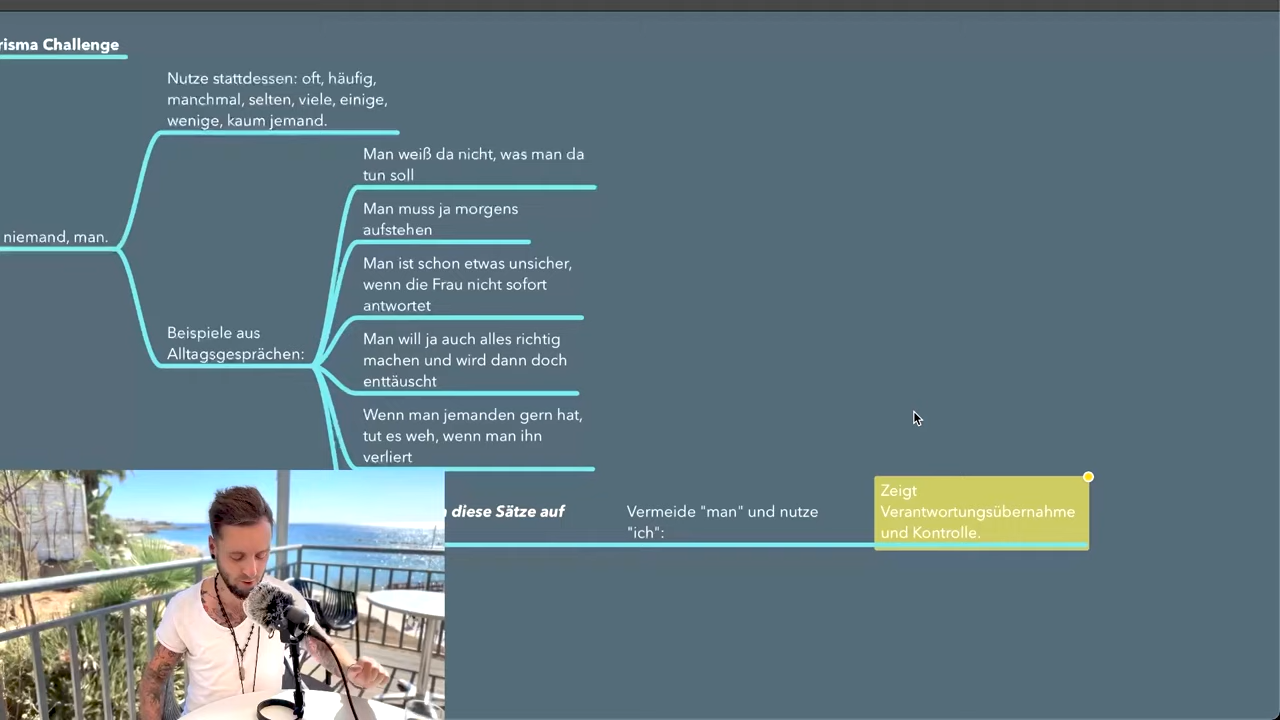 Challenge
Nutze stattdessen: oft, häufig,
manchmal, selten, viele, einige,
wenige, kaum jemand.
Man weiß da nicht, was man da
tun soll
Man muss ja morgens
aufstehen
niemand, man.
Man ist schon etwas unsicher,
wenn die Frau nicht sofort
antwortet
Beispiele aus
Alltagsgesprächen:
Man will ja auch alles richtig
machen und wird dann doch
enttäuscht
Wenn man jemanden gern hat,
tut es weh, wenn man ihn
verliert
diese Sätze auf
Vermeide "man" und nutze
"ich":
Zeigt
Verantwortungsübernahme
und Kontrolle.